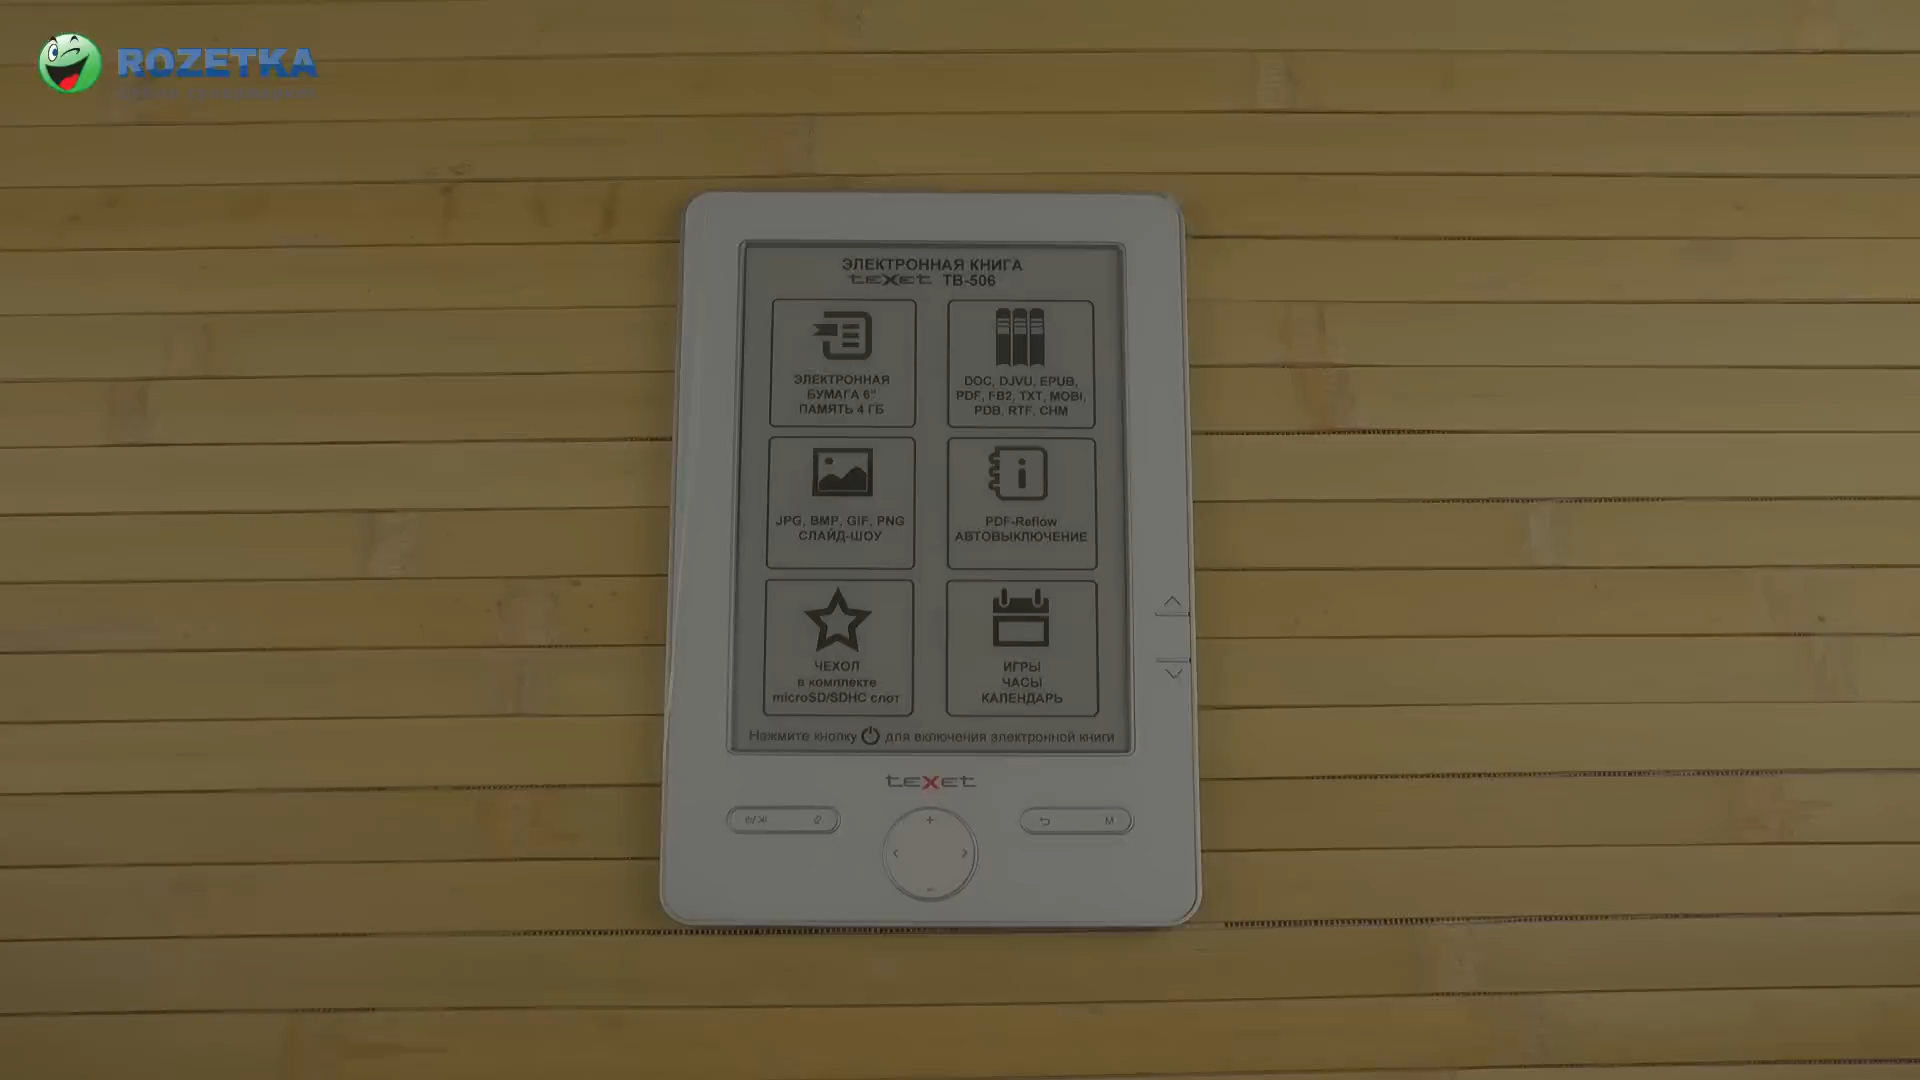 ROZETKA
ЭЛЕКТРОННАЯ КНИГА
teXet TB-506
ЭЛЕКТРОННАЯ
БУМАГА 6"
ПАМЯТЬ 4 ГБ
DOC, DJVU, EPUB,
PDF, FB2, TXT, MOBI,
PDB, RTF, CHM
JPG, BMP, GIF, PNG
СЛАЙД-ШОУ
PDF-Reflow
АВТОВЫКЛЮЧЕНИЕ
ЧЕХОЛ
в комплекте
microSD/SDHC слот
ИГРЫ
ЧАСЫ
КАЛЕНДАРЬ
Нажмите кнопку для включения электронной книги
teXet
M